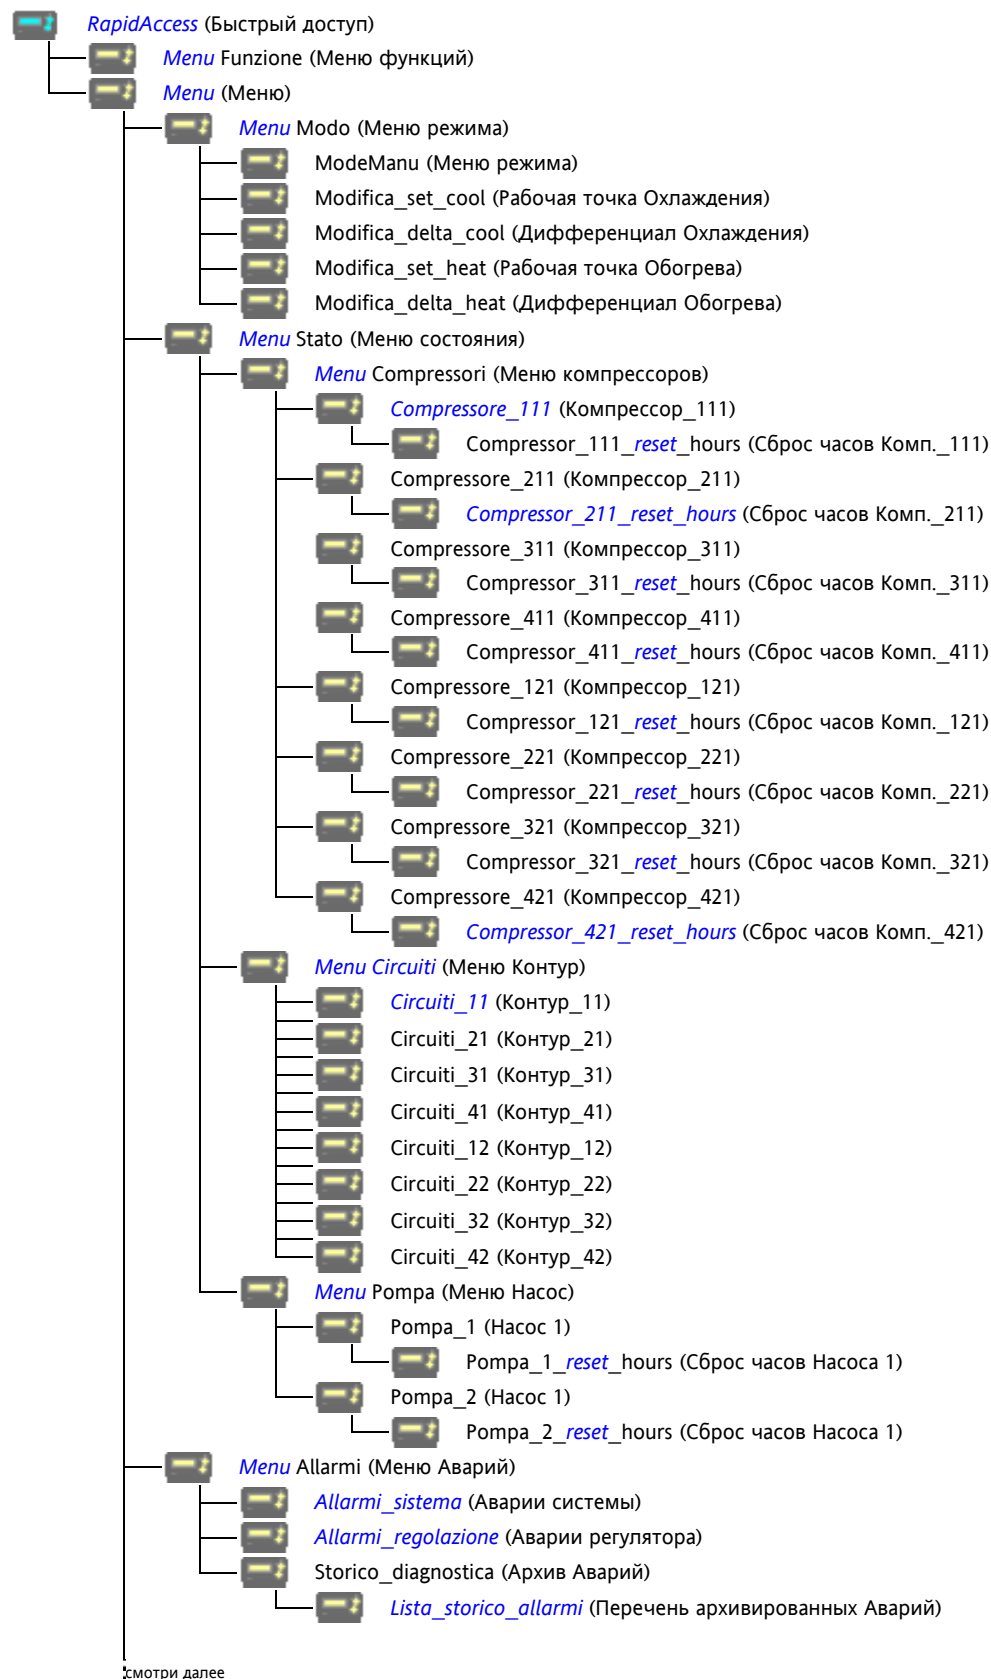 RapidAccess (Быстрый доступ)
Menu Funzione (Меню функций)
Menu (Меню)
Menu Modo (Меню режима)
ModeManu (Меню режима)
Modifica_set_cool (Рабочая точка Охлаждения)
Modifica_delta_cool (Дифференциал Охлаждения)
Modifica_set_heat (Рабочая точка Обогрева)
Modifica_delta_heat (Дифференциал Обогрева)
Menu Stato (Меню состояния)
Menu Compressori (Меню компрессоров)
Compressore_111 (Компрессор_111)
Compressor_111_reset_hours (Сброс часов Комп._111)
Compressore_211 (Компрессор_211)
Compressor_211_reset_hours (Сброс часов Комп._211)
Compressore_311 (Компрессор_311)
Compressor_311_reset_hours (Сброс часов Комп._311)
Compressore_411 (Компрессор_411)
Compressor_411_reset_hours (Сброс часов Комп._411)
Compressore_121 (Компрессор_121)
Compressor_121_reset_hours (Сброс часов Комп._121)
Compressore_221 (Компрессор_221)
Compressor_221_reset_hours (Сброс часов Комп._221)
Compressore_321 (Компрессор_321)
Compressor_321_reset_hours (Сброс часов Комп._321)
Compressore_421 (Компрессор_421)
Compressor_421_reset_hours (Сброс часов Комп._421)
Menu Circuiti (Меню Контур)
Circuiti_11 (Контур_11)
Circuiti_21 (Контур_21)
Circuiti_31 (Контур_31)
Circuiti_41 (Контур_41)
Circuiti_12 (Контур_12)
Circuiti_22 (Контур_22)
Circuiti_32 (Контур_32)
Circuiti_42 (Контур_42)
Menu Pompa (Меню Насос)
Pompa_1 (Насос 1)
Pompa_1_reset_hours (Сброс часов Насоса 1)
Pompa_2 (Насос 1)
Pompa_2_reset_hours (Сброс часов Насоса 1)
Menu Allarmi (Меню Аварий)
Allarmi_sistema (Аварии системы)
Allarmi_regolazione (Аварии регулятора)
Storico_diagnostica (Архив Аварий)
Lista_storico_allarmi (Перечень архивированных Аварий)
смотри далее